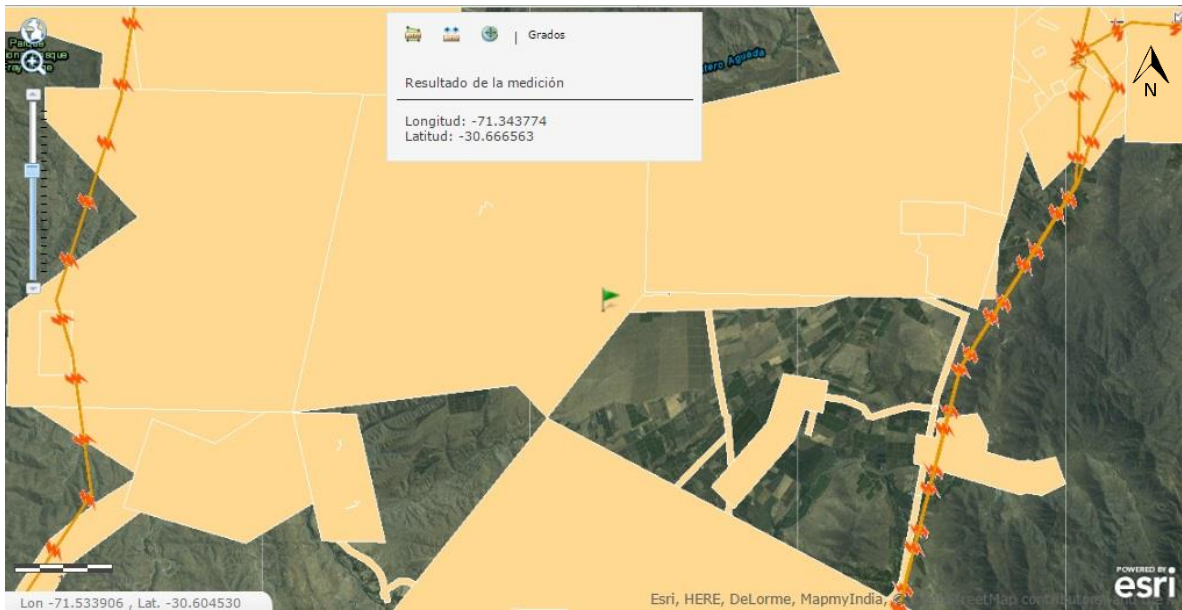 | Grados
Resultado de la medición
Longitud: -71.343774
Latitud: -30.666563
N
Agueda
Lon -71.533906 , Lat. -30.604530
Esri, HERE, DeLorme, MapmyIndia,
POWERED BY
esri